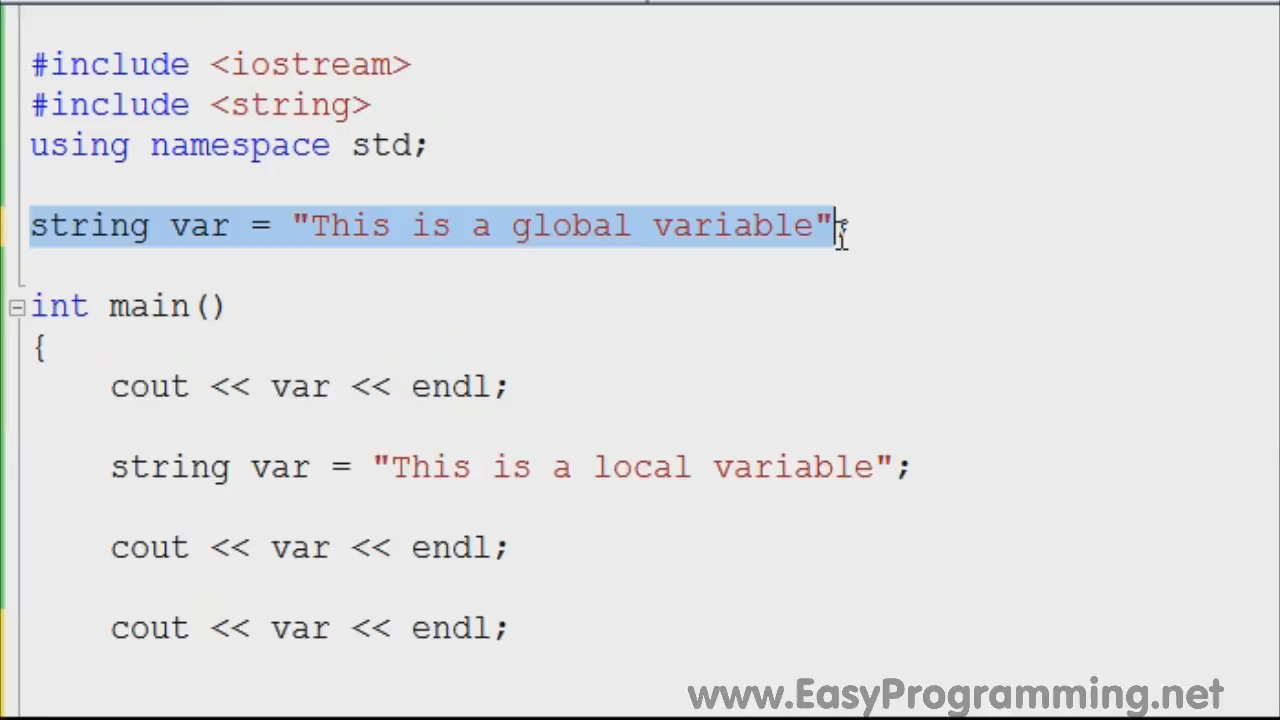 #include <iostream>
#include <string>
using namespace std;
string var = "This is a global variable";
int main()
{
cout << var << endl;
string var = "This is a local variable";
cout << var << endl;
cout << var << endl;
www.EasyProgramming.net